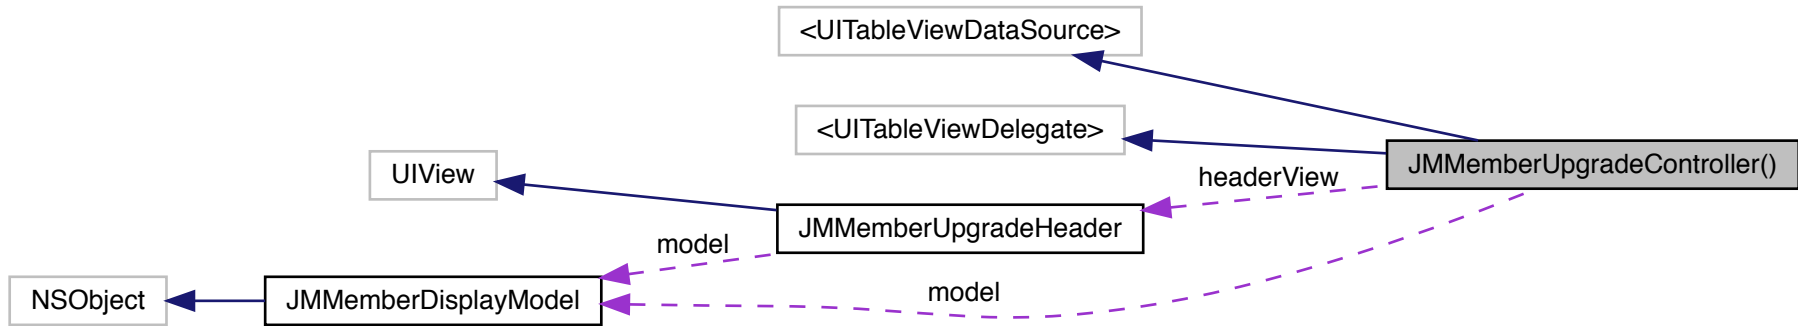 <UITableViewDataSource>
<UITableViewDelegate>
JMMemberUpgradeController()
UIView
headerView
JMMemberUpgradeHeader
model
NSObject
JMMemberDisplayModel
model